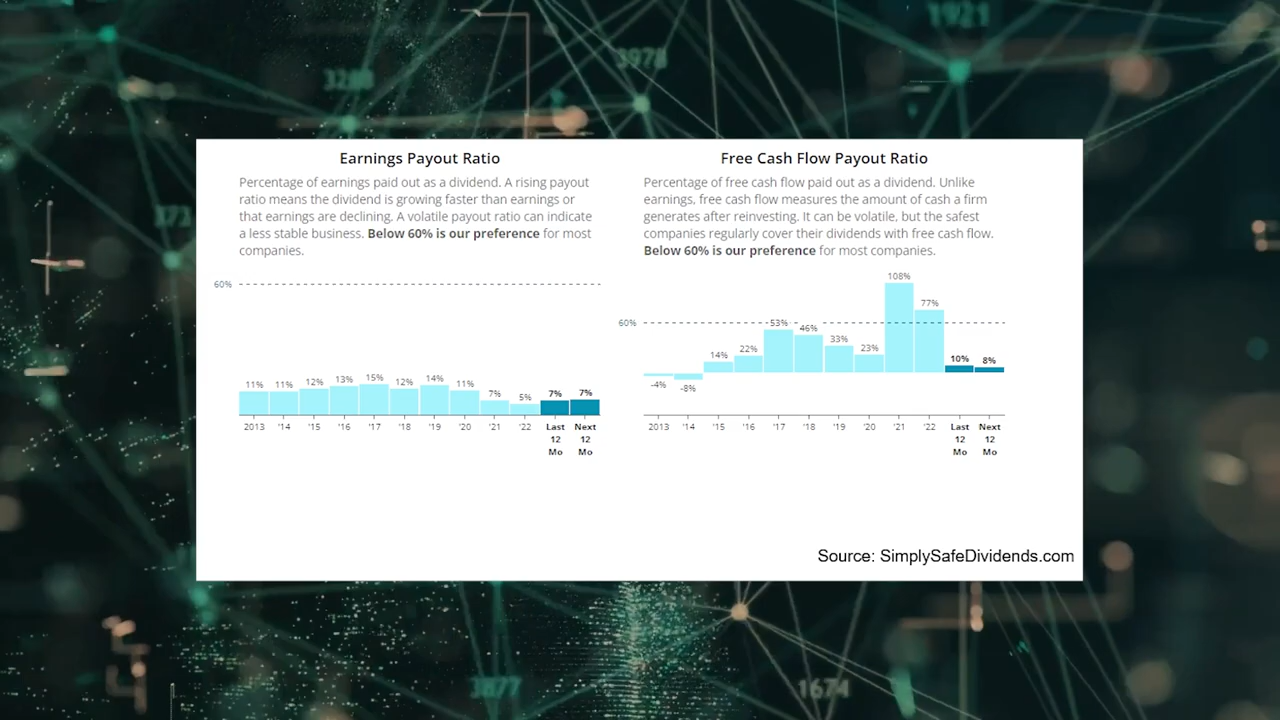 1921
3978
Earnings Payout Ratio
Percentage of earnings paid out as a dividend. A rising payout
ratio means the dividend is growing faster than earnings or
that earnings are declining. A volatile payout ratio can indicate
a less stable business. Below 60% is our preference for most
companies.
60%
11% 11% 12% 13% 15% 12% 14% 11% 7% 5% 7% 7%
2013 '14 '15 '16 '17 '18 '19 '20 '21 '22 Last Next
12 12
Mo Mo
Free Cash Flow Payout Ratio
Percentage of free cash flow paid out as a dividend. Unlike
earnings, free cash flow measures the amount of cash a firm
generates after reinvesting. It can be volatile, but the safest
companies regularly cover their dividends with free cash flow.
Below 60% is our preference for most companies.
60%
-4% -8% 14% 22% 53% 46% 33% 23% 108% 77% 10% 8%
2013 '14 '15 '16 '17 '18 '19 '20 '21 '22 Last Next
12 12
Mo Mo
Source: SimplySafeDividends.com
1674